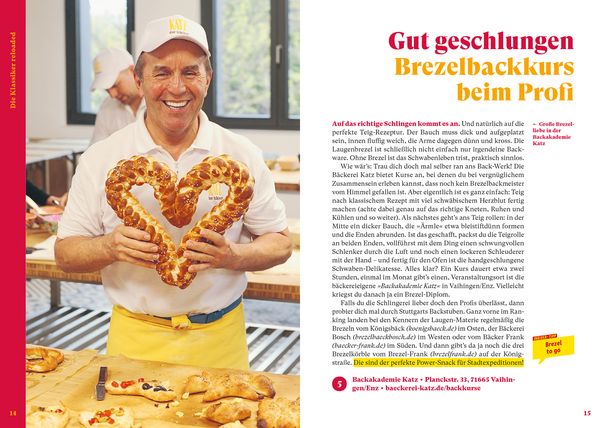 Die Klassiker reloaded
KATZ
14
Gut geschlungen
Brezelbackkurs
beim Profi
Auf das richtige Schlingen kommt es an. Und natürlich auf die
perfekte Teig-Rezeptur. Der Bauch muss dick und aufgeplatzt
sein, innen fluffig weich, die Arme dagegen dünn und kross. Die
Laugenbrezel ist schließlich nicht einfach nur irgendeine Back-
ware. Ohne Brezel ist das Schwabenleben trist, praktisch sinnlos.
Wie wär's: Trau dich doch mal selber ran ans Back-Werk! Die
Bäckerei Katz bietet Kurse an, bei denen du bei vergnüglichem
Zusammensein erleben kannst, dass noch kein Brezelbackmeister
vom Himmel gefallen ist. Aber eigentlich ist es ganz einfach: Teig
nach klassischem Rezept mit viel schwäbischem Herzblut fertig
machen (achte dabei genau auf das richtige Kneten, Ruhen und
Kühlen und so weiter). Als nächstes geht's ans Teig rollen: in der
Mitte ein dicker Bauch, die »Ärmle« etwa bleistiftdünn formen
und die Enden abrunden. Ist das geschafft, packst du die Teigrolle
an beiden Enden, vollführst mit dem Ding einen schwungvollen
Schlenker durch die Luft und noch einen lockeren Schleuderer
mit der Hand – und fertig für den Ofen ist die handgeschlungene
Schwaben-Delikatesse. Alles klar? Ein Kurs dauert etwa zwei
Stunden, einmal im Monat gibt's einen. Veranstaltungsort ist die
bäckereieigene »Backakademie Katz« in Vaihingen/Enz. Vielleicht
kriegst du danach ja ein Brezel-Diplom.
Falls du die Schlingerei lieber doch den Profis überlässt, dann
probier dich mal durch Stuttgarts Backstuben. Ganz vorne im Ran-
king landen bei den Kennern der Laugen-Materie regelmäßig die
Brezeln vom Königsbäck (koenigsbaeck.de) im Osten, der Bäckerei
Bosch (brezelbaeckbosch.de) im Westen oder vom Bäcker Frank
(baecker-frank.de) im Süden. Und dann gibt's da ja noch die drei
Brezelkörble vom Brezel-Frank (brezelfrank.de) auf der König-
straße. Die sind der perfekte Power-Snack für Stadtexpeditionen!
5 Backakademie Katz • Planckstr. 33, 71665 Vaihin-
gen/Enz • baeckerei-katz.de/backkurse
← Große Brezel-
liebe in der
Backakademie
Katz
Brezel
to go
15